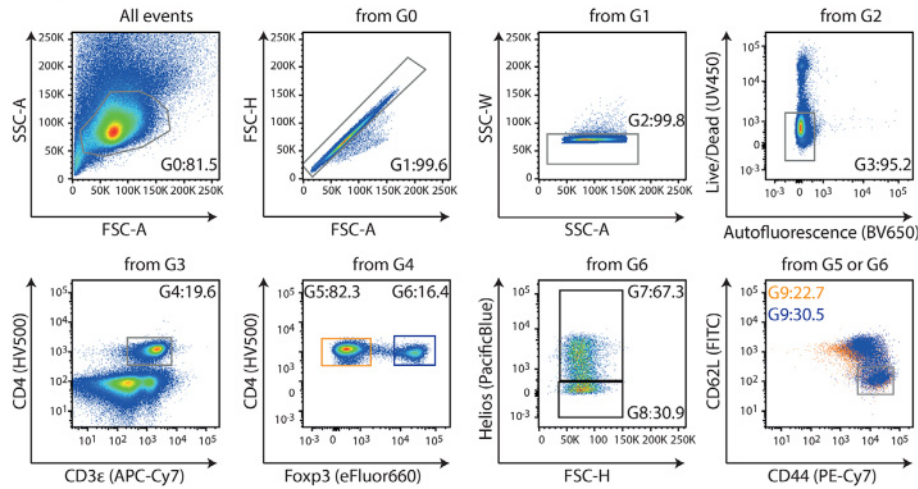 All events
from G0
from G1
from G2
250K
200K
150K
100K
50K
0
SSC-A
G0:81.5
0 50K 100K 150K 200K 250K
FSC-A
250K
200K
150K
100K
50K
0
FSC-H
G1:99.6
0 50K 100K 150K 200K 250K
FSC-A
250K
200K
150K
100K
50K
0
SSC-W
G2:99.8
0 50K 100K 150K 200K 250K
SSC-A
10⁵
10⁴
10³
0
10⁻³
Live/Dead (UV450)
G3:95.2
10⁻³ 0 10³ 10⁴ 10⁵
Autofluorescence (BV650)
from G3
from G4
from G6
from G5 or G6
10⁵
10⁴
10³
10²
10¹
CD4 (HV500)
G4:19.6
10¹ 10² 10³ 10⁴ 10⁵
CD3ε (APC-Cy7)
10⁵
10⁴
10³
0
10⁻³
CD4 (HV500)
G5:82.3 G6:16.4
10⁻³ 0 10³ 10⁴ 10⁵
Foxp3 (eFluor660)
10⁵
10⁴
10³
0
10⁻³
Helios (PacificBlue)
G7:67.3
G8:30.9
0 50K 100K 150K 200K 250K
FSC-H
10⁵
10⁴
10³
10²
10¹
CD62L (FITC)
G9:22.7
G9:30.5
10¹ 10² 10³ 10⁴ 10⁵
CD44 (PE-Cy7)